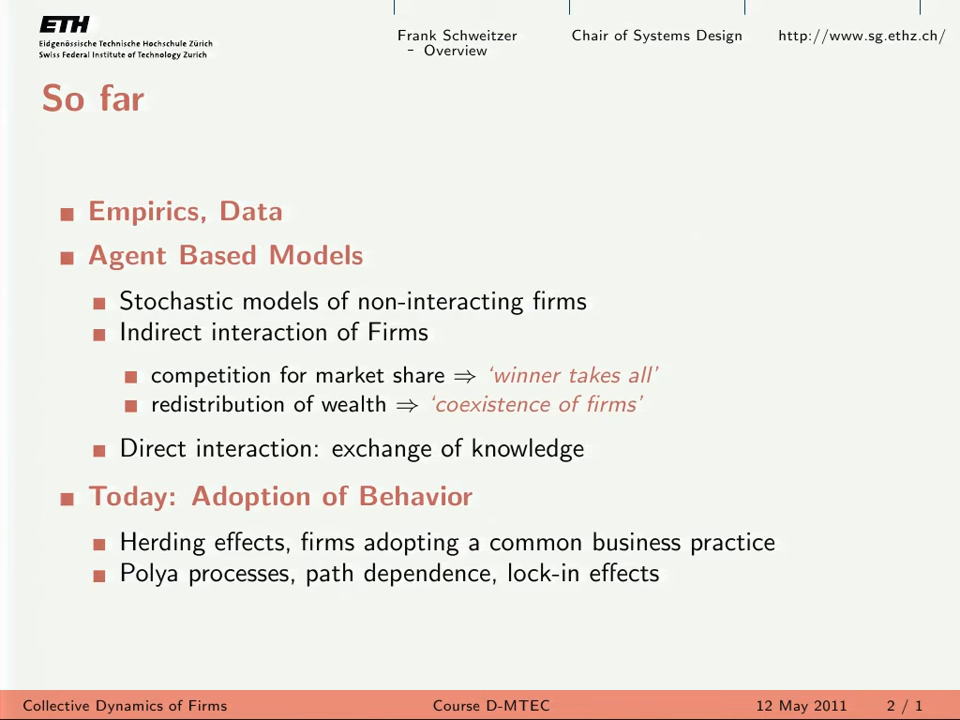 ETH
Eidgenössische Technische Hochschule Zürich
Swiss Federal Institute of Technology Zurich
Frank Schweitzer
– Overview
Chair of Systems Design
http://www.sg.ethz.ch/
So far
Empirics, Data
Agent Based Models
Stochastic models of non-interacting firms
Indirect interaction of Firms
competition for market share ⇒ ‘winner takes all’
redistribution of wealth ⇒ ‘coexistence of firms’
Direct interaction: exchange of knowledge
Today: Adoption of Behavior
Herding effects, firms adopting a common business practice
Polya processes, path dependence, lock-in effects
Collective Dynamics of Firms
Course D-MTEC
12 May 2011
2 / 1